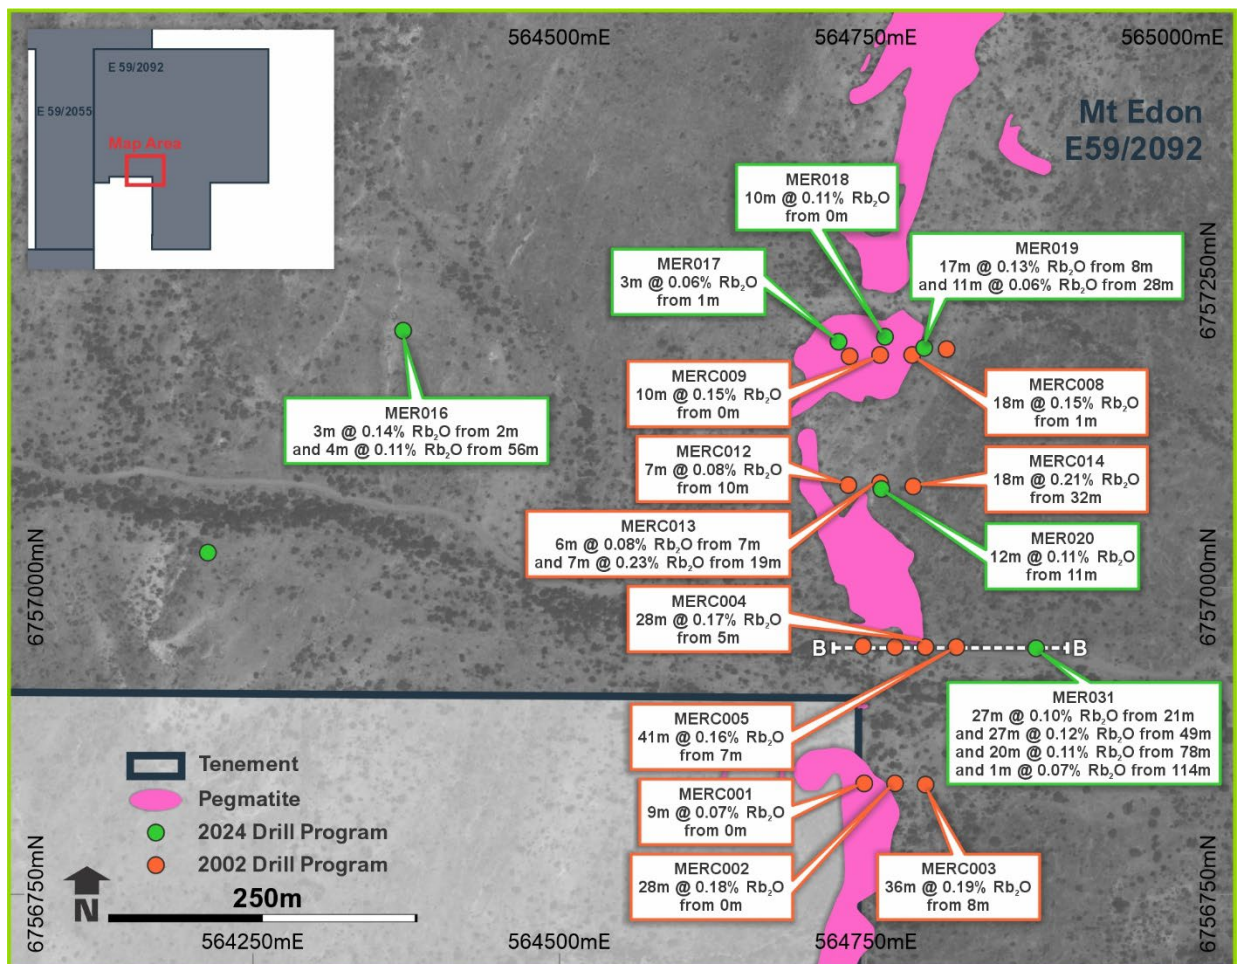 564500mE
564750mE
565000mE
E 59/2092
E 59/2055
Map Area
Mt Edon
E59/2092
6757250mN
MER018
10m @ 0.11% Rb₂O
from 0m
MER017
3m @ 0.06% Rb₂O
from 1m
MER019
17m @ 0.13% Rb₂O from 8m
and 11m @ 0.06% Rb₂O from 28m
MERC009
10m @ 0.15% Rb₂O
from 0m
MERC008
18m @ 0.15% Rb₂O
from 1m
MER016
3m @ 0.14% Rb₂O from 2m
and 4m @ 0.11% Rb₂O from 56m
MERC012
7m @ 0.08% Rb₂O
from 10m
MERC014
18m @ 0.21% Rb₂O
from 32m
MERC013
6m @ 0.08% Rb₂O from 7m
and 7m @ 0.23% Rb₂O from 19m
MER020
12m @ 0.11% Rb₂O
from 11m
6757000mN
6757000mN
MERC004
28m @ 0.17% Rb₂O
from 5m
B
B
MERC005
41m @ 0.16% Rb₂O
from 7m
MER031
27m @ 0.10% Rb₂O from 21m
and 27m @ 0.12% Rb₂O from 49m
and 20m @ 0.11% Rb₂O from 78m
and 1m @ 0.07% Rb₂O from 114m
MERC001
9m @ 0.07% Rb₂O
from 0m
MERC002
28m @ 0.18% Rb₂O
from 0m
MERC003
36m @ 0.19% Rb₂O
from 8m
Tenement
Pegmatite
2024 Drill Program
2002 Drill Program
N
250m
6756750mN
6756750mN
564250mE
564500mE
564750mE